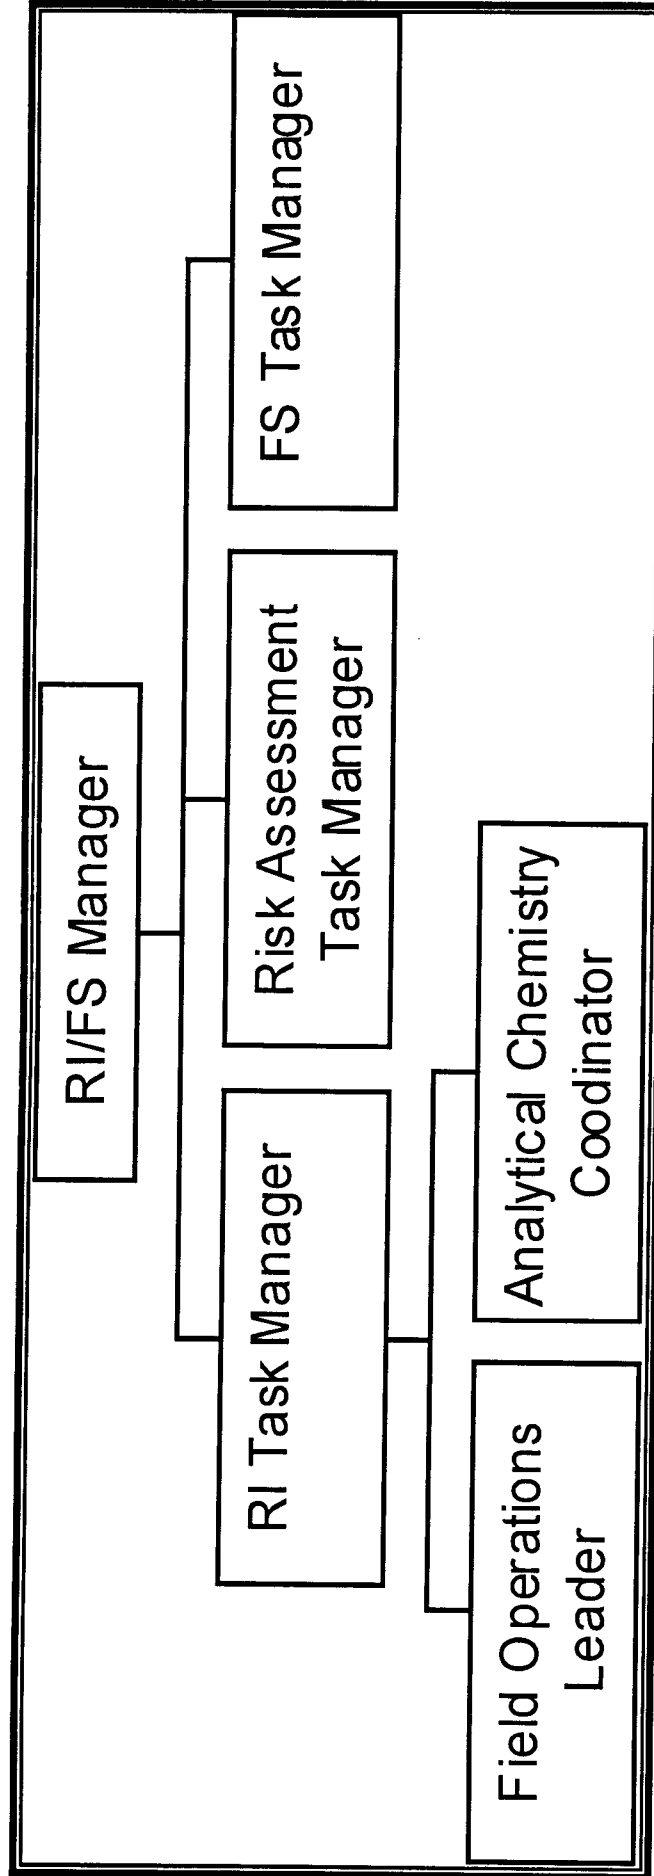 RI/FS Manager
RI Task Manager
Risk Assessment
Task Manager
FS Task Manager
Field Operations
Leader
Analytical Chemistry
Coodinator